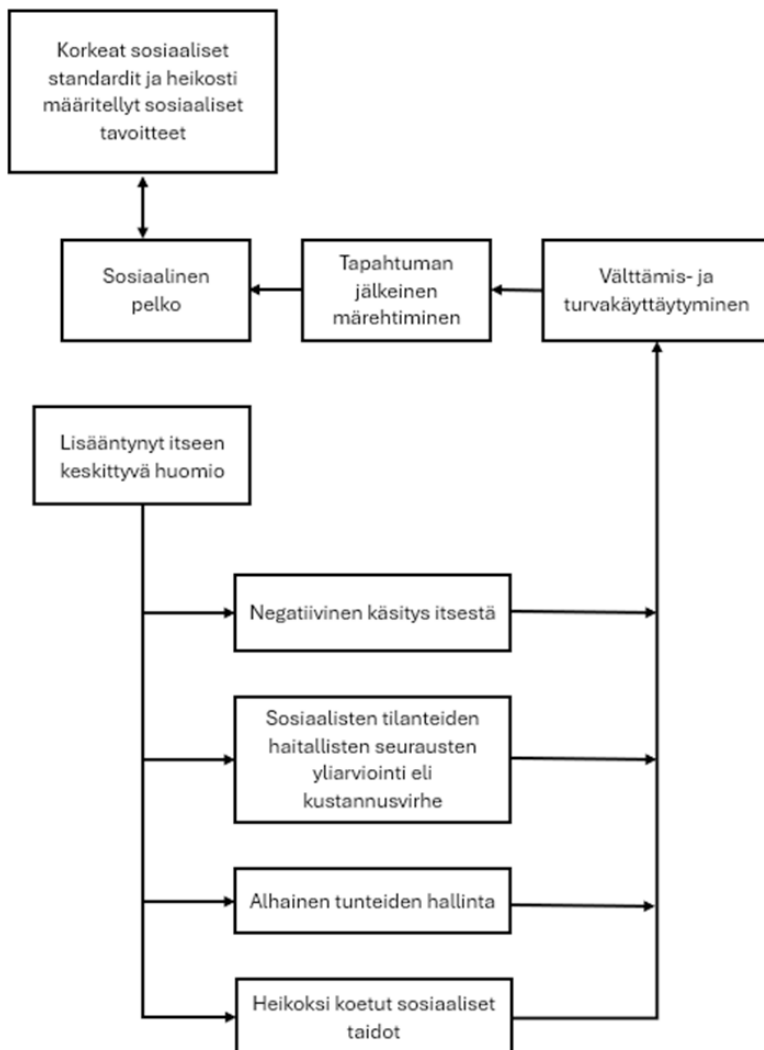 Korkeat sosiaaliset
standardit ja heikosti
määritellyt sosiaaliset
tavoitteet
Sosiaalinen
pelko
Tapahtuman
jälkeinen
märehtiminen
Välttämis- ja
turvakäyttäytyminen
Lisääntynyt itseen
keskittyvä huomio
Negatiivinen käsitys itsestä
Sosiaalisten tilanteiden
haitallisten seurausten
yliarviointi eli
kustannusvirhe
Alhainen tunteiden hallinta
Heikoksi koetut sosiaaliset
taidot